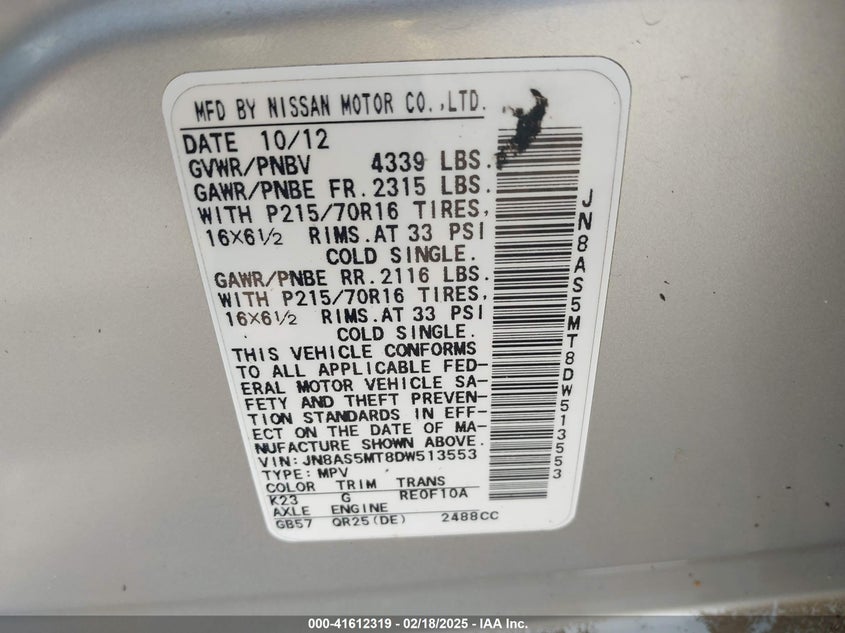 MFD BY NISSAN MOTOR CO.,LTD.
DATE 10/12
GVWR/PNBV 4339 LBS.
GAWR/PNBE FR. 2315 LBS.
WITH P215/70R16 TIRES,
16X6½ RIMS. AT 33 PSI
COLD SINGLE.
GAWR/PNBE RR. 2116 LBS.
WITH P215/70R16 TIRES,
16X6½ RIMS. AT 33 PSI
COLD SINGLE.
THIS VEHICLE CONFORMS
TO ALL APPLICABLE FED-
ERAL MOTOR VEHICLE SA-
FETY AND THEFT PREVEN-
TION STANDARDS IN EFF-
ECT ON THE DATE OF MA-
NUFACTURE SHOWN ABOVE.
VIN: JN8AS5MT8DW513553
TYPE: MPV
COLOR TRIM TRANS
K23 G RE0F10A
AXLE ENGINE
GB57 QR25(DE) 2488CC
JN8AS5MT8DW513553
000-41612319 - 02/18/2025 - IAA Inc.